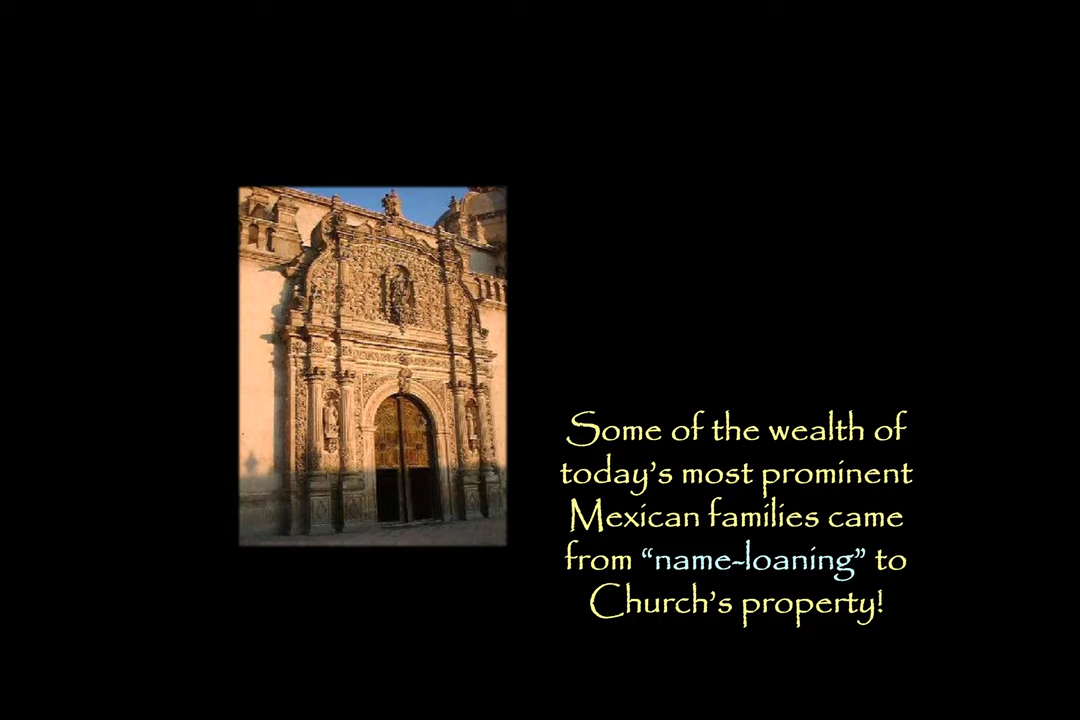 Some of the wealth of
today's most prominent
Mexican families came
from “name-loaning” to
Church's property!